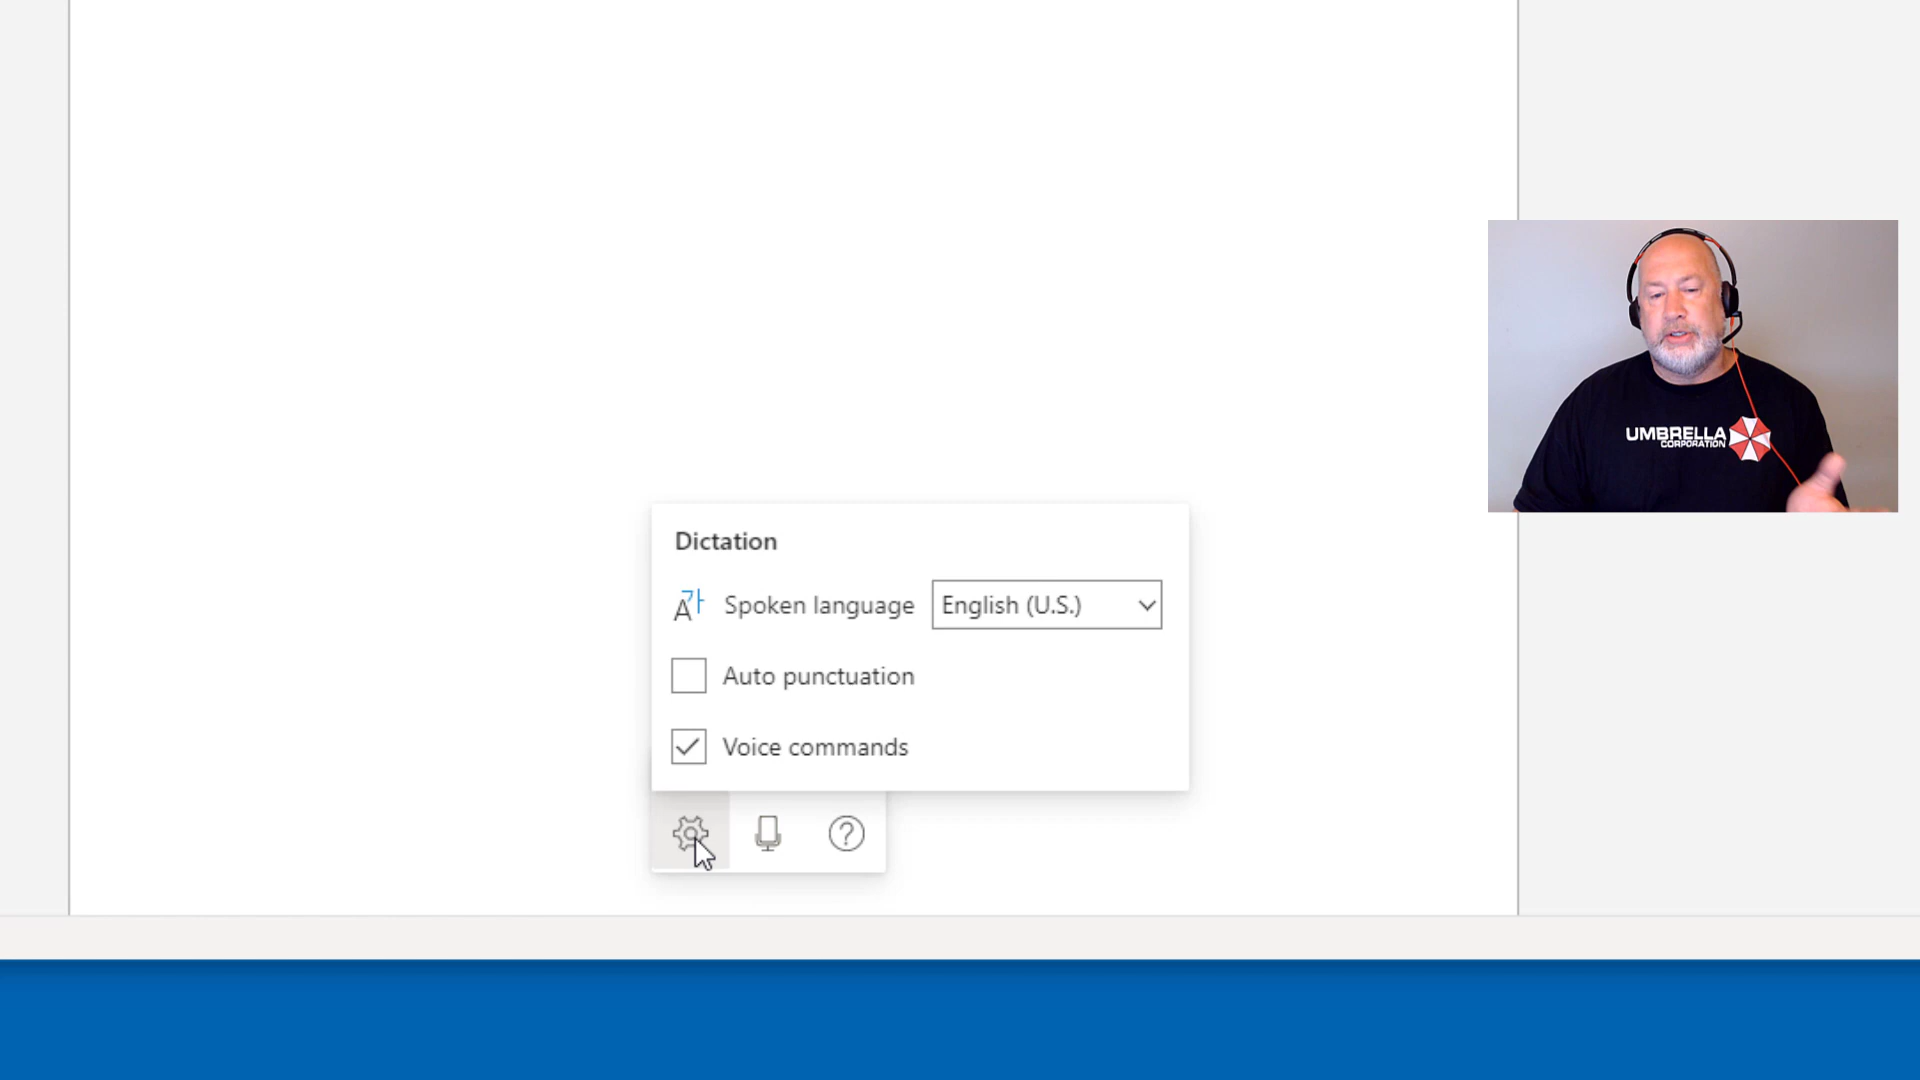 UMBRELLA
CORPORATION
Dictation
Spoken language English (U.S.)
Auto punctuation
Voice commands